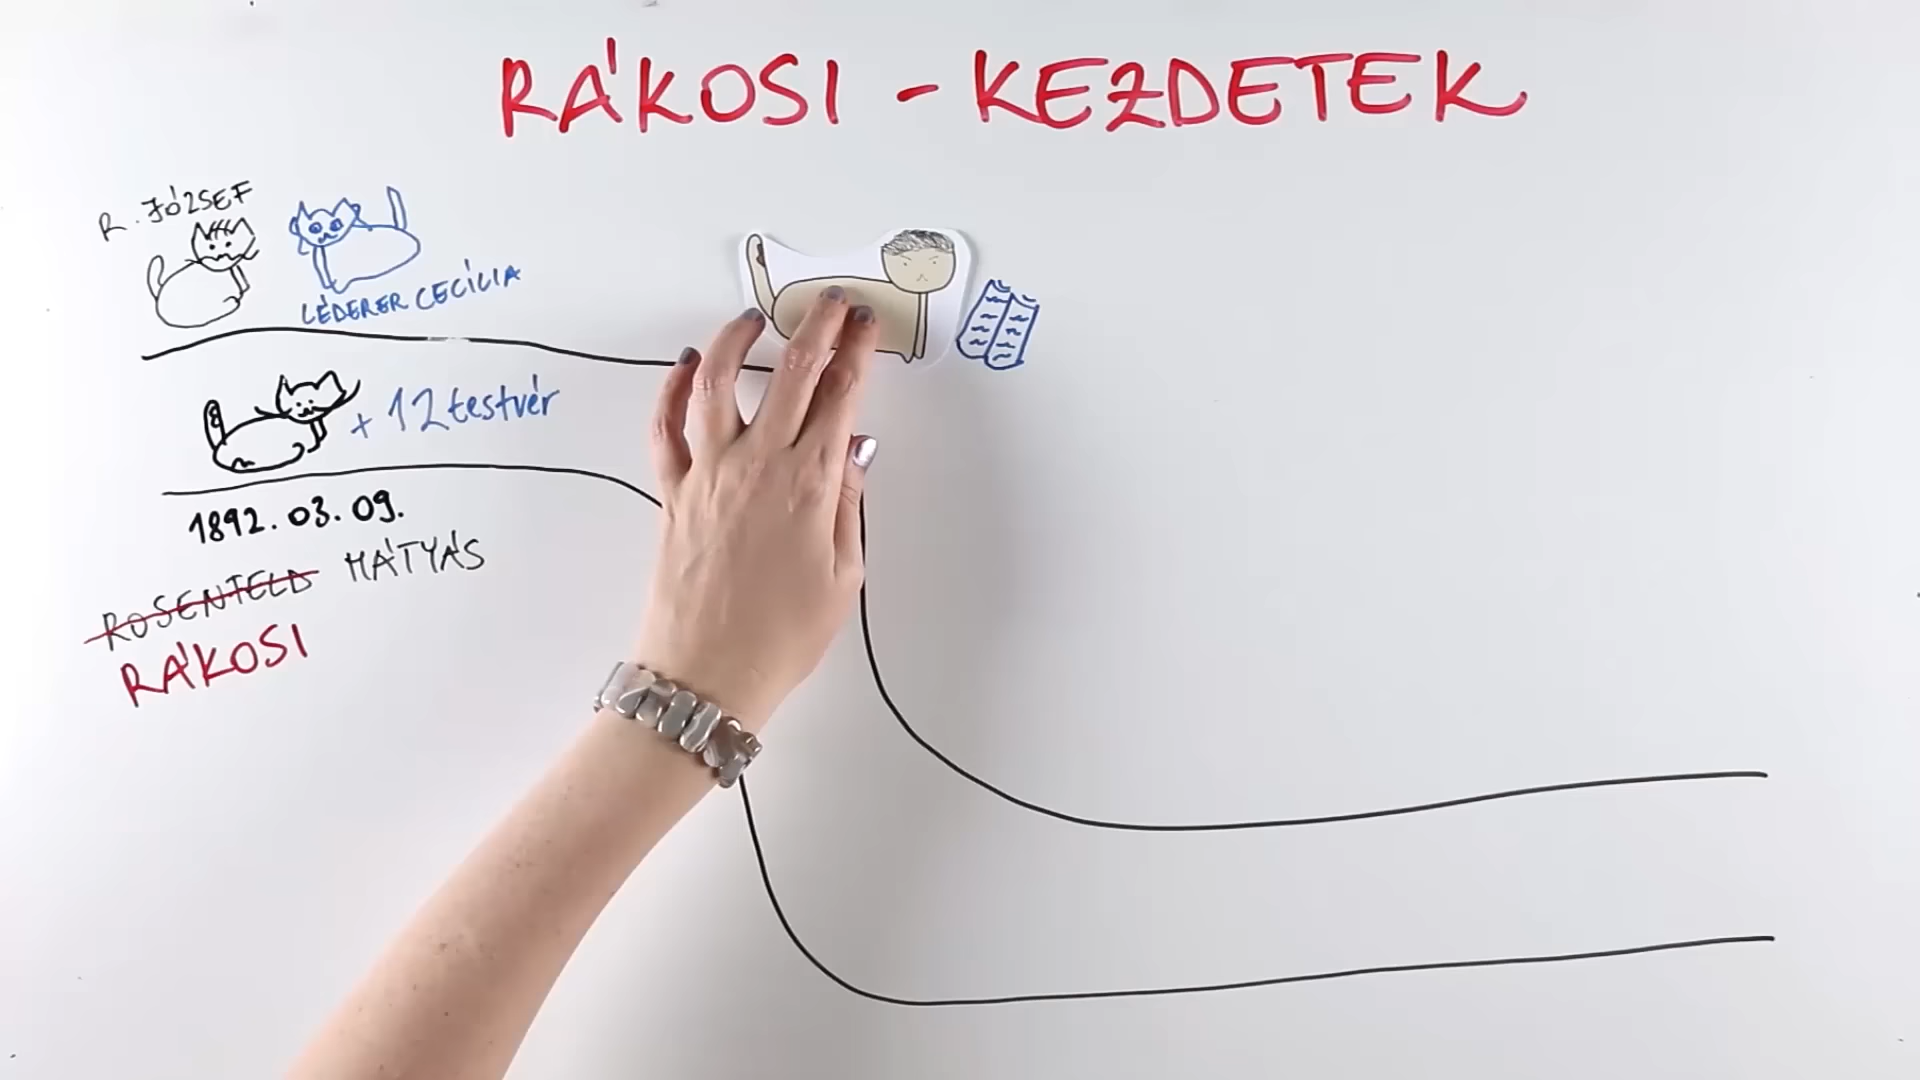 RÁKOSI - KEZDETEK
R. JÓZSEF
LÉDERER CECÍLIA
+ 12 testvér
1892. 03. 09.
ROSENFELD MÁTYÁS
RÁKOSI